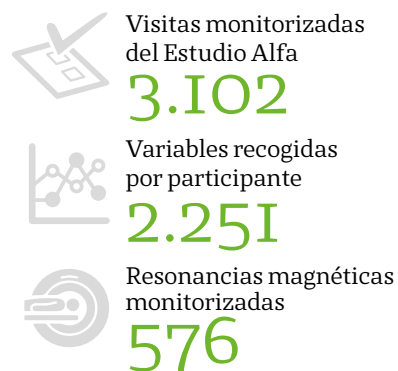 Visitas monitorizadas
del Estudio Alfa
3.102
Variables recogidas
por participante
2.251
Resonancias magnéticas
monitorizadas
576